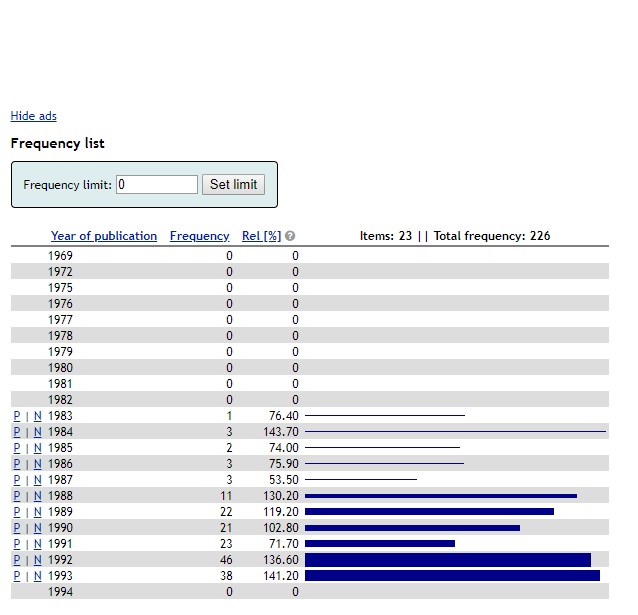 Hide ads
Frequency list
Frequency limit: 0 Set limit
Year of publication Frequency Rel [%] ? Items: 23 || Total frequency: 226
1969 0 0
1972 0 0
1975 0 0
1976 0 0
1977 0 0
1978 0 0
1979 0 0
1980 0 0
1981 0 0
1982 0 0
P | N 1983 1 76.40
P | N 1984 3 143.70
P | N 1985 2 74.00
P | N 1986 3 75.90
P | N 1987 3 53.50
P | N 1988 11 130.20
P | N 1989 22 119.20
P | N 1990 21 102.80
P | N 1991 23 71.70
P | N 1992 46 136.60
P | N 1993 38 141.20
1994 0 0